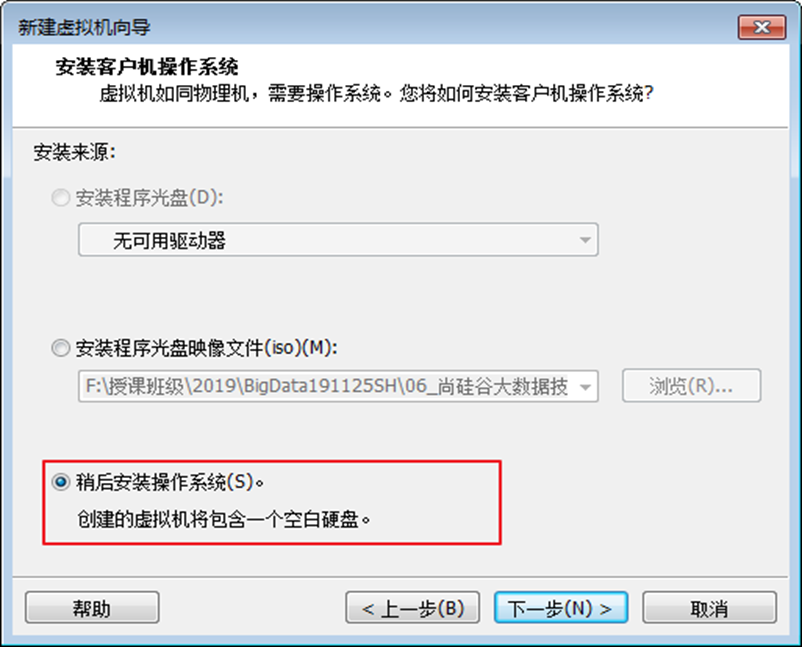 新建虚拟机向导
安装客户机操作系统
虚拟机如同物理机，需要操作系统。您将如何安装客户机操作系统?
安装来源:
安装程序光盘(D):
无可用驱动器
安装程序光盘映像文件(iso)(M):
F:\授课班级\2019\BigData191125SH\06_尚硅谷大数据技
浏览(R)...
稍后安装操作系统(S)。
创建的虚拟机将包含一个空白硬盘。
帮助
< 上一步(B)
下一步(N) >
取消